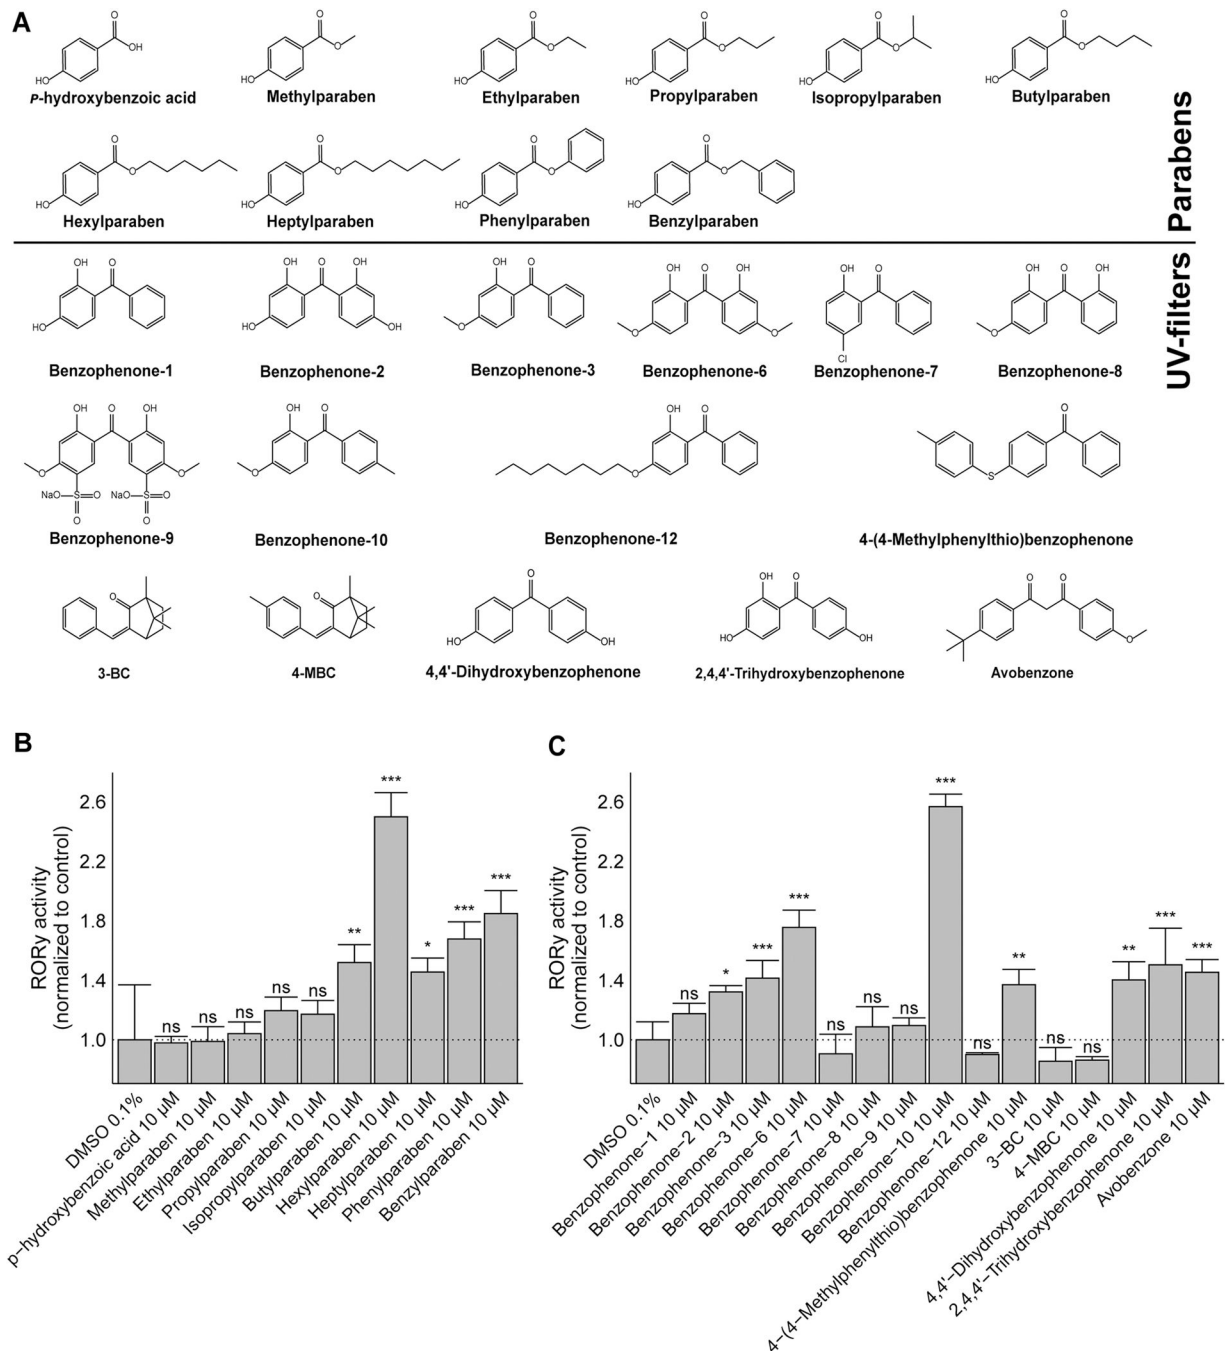 A
P-hydroxybenzoic acid
Methylparaben
Ethylparaben
Propylparaben
Isopropylparaben
Butylparaben
Hexylparaben
Heptylparaben
Phenylparaben
Benzylparaben
Parabens
UV-filters
Benzophenone-1
Benzophenone-2
Benzophenone-3
Benzophenone-6
Benzophenone-7
Benzophenone-8
Benzophenone-9
Benzophenone-10
Benzophenone-12
4-(4-Methylphenylthio)benzophenone
3-BC
4-MBC
4,4'-Dihydroxybenzophenone
2,4,4'-Trihydroxybenzophenone
Avobenzone
B
RORγ activity
(normalized to control)
2.6
2.2
1.8
1.4
1.0
ns
ns
ns
ns
ns
**
***
*
***
***
DMSO 0.1%
p−hydroxybenzoic acid 10 µM
Methylparaben 10 µM
Ethylparaben 10 µM
Propylparaben 10 µM
Isopropylparaben 10 µM
Butylparaben 10 µM
Hexylparaben 10 µM
Heptylparaben 10 µM
Phenylparaben 10 µM
Benzylparaben 10 µM
C
RORγ activity
(normalized to control)
2.6
2.2
1.8
1.4
1.0
ns
*
***
***
ns
ns
ns
***
ns
**
ns
ns
**
***
***
DMSO 0.1%
Benzophenone−1 10 µM
Benzophenone−2 10 µM
Benzophenone−3 10 µM
Benzophenone−6 10 µM
Benzophenone−7 10 µM
Benzophenone−8 10 µM
Benzophenone−9 10 µM
Benzophenone−10 10 µM
Benzophenone−12 10 µM
4−(4−Methylphenylthio)benzophenone 10 µM
3−BC 10 µM
4−MBC 10 µM
4,4'−Dihydroxybenzophenone 10 µM
2,4,4'−Trihydroxybenzophenone 10 µM
Avobenzone 10 µM